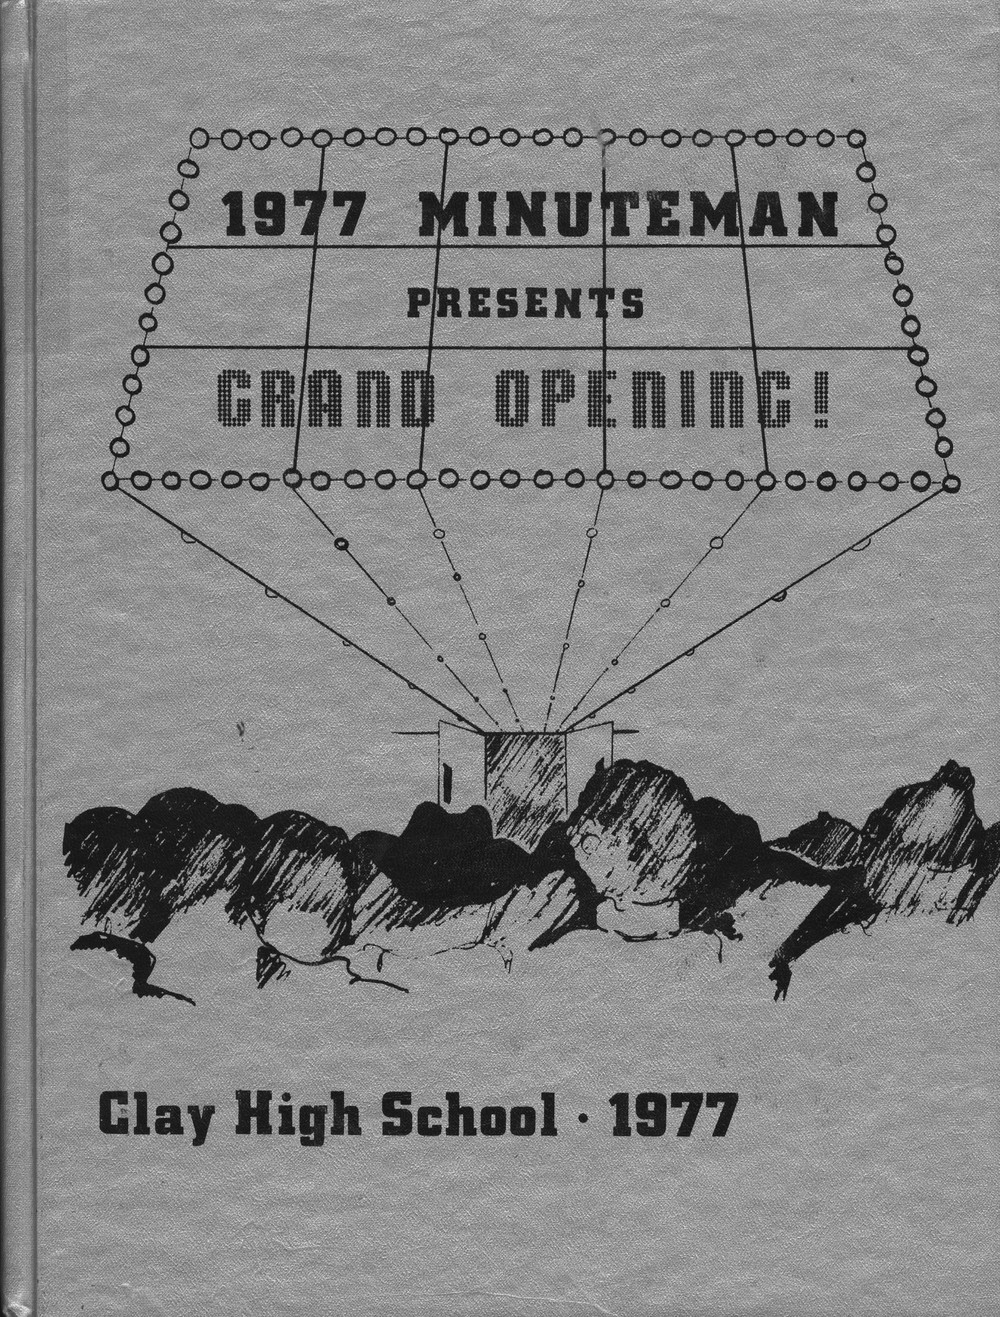 1977 MINUTEMAN
PRESENTS
GRAND OPENING!
Clay High School · 1977